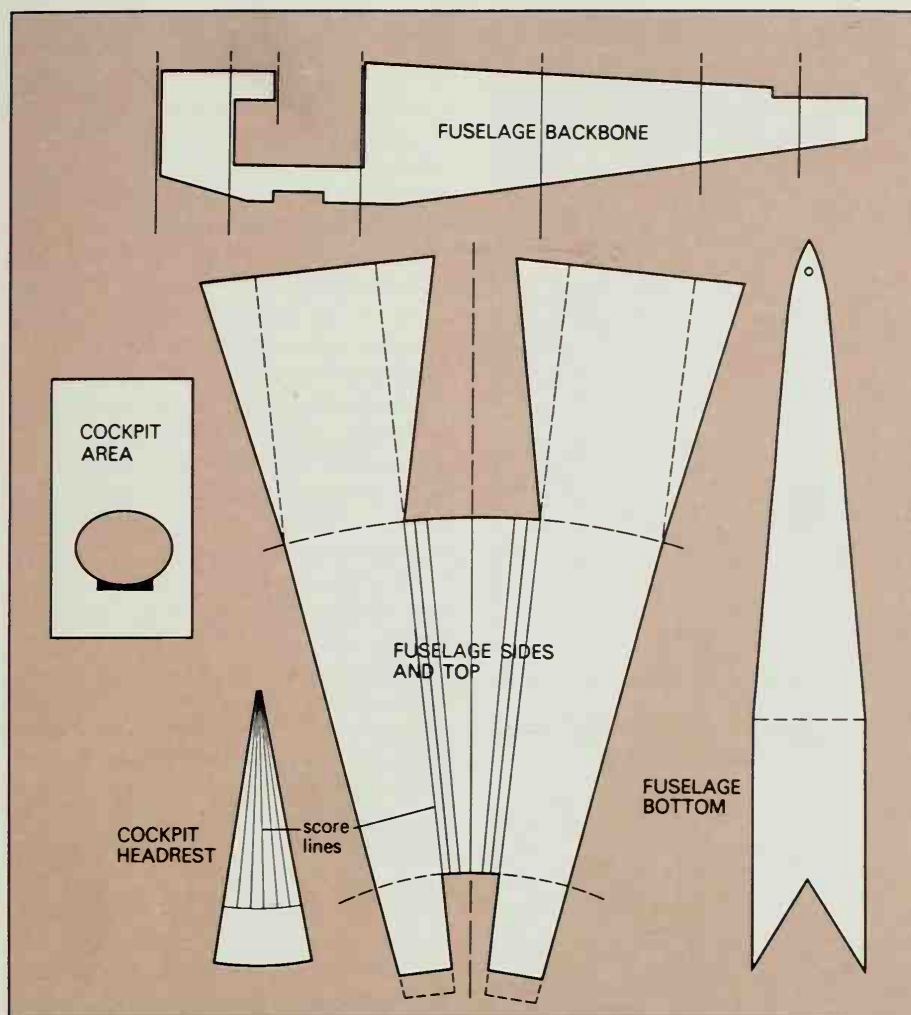 FUSELAGE BACKBONE
COCKPIT
AREA
FUSELAGE SIDES
AND TOP
FUSELAGE
BOTTOM
COCKPIT
HEADREST
score
lines